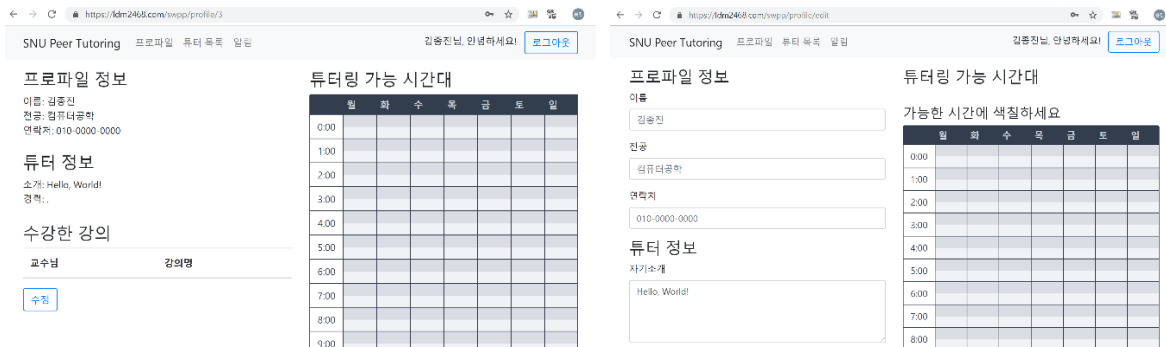 https://ldm2468.com/swpp/profile/3
SNU Peer Tutoring 프로파일 튜터 목록 알림 김종진님, 안녕하세요! 로그아웃
프로파일 정보
이름: 김종진
전공: 컴퓨터공학
연락처: 010-0000-0000
튜터 정보
소개: Hello, World!
경력: .
수강한 강의
교수님 강의명
수정
튜터링 가능 시간대
월 화 수 목 금 토 일
0:00
1:00
2:00
3:00
4:00
5:00
6:00
7:00
8:00
9:00
https://ldm2468.com/swpp/profile/edit
SNU Peer Tutoring 프로파일 튜터 목록 알림 김종진님, 안녕하세요! 로그아웃
프로파일 정보
이름
김종진
전공
컴퓨터공학
연락처
010-0000-0000
튜터 정보
자기소개
Hello, World!
튜터링 가능 시간대
가능한 시간에 색칠하세요
월 화 수 목 금 토 일
0:00
1:00
2:00
3:00
4:00
5:00
6:00
7:00
8:00